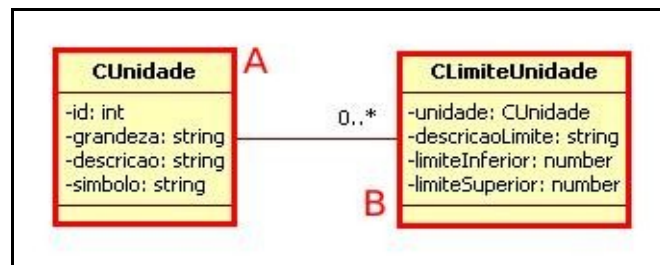 CUnidade
A
-id: int
-grandeza: string
-descricao: string
-simbolo: string
0..*
CLimiteUnidade
-unidade: CUnidade
-descricaoLimite: string
-limiteInferior: number
-limiteSuperior: number
B